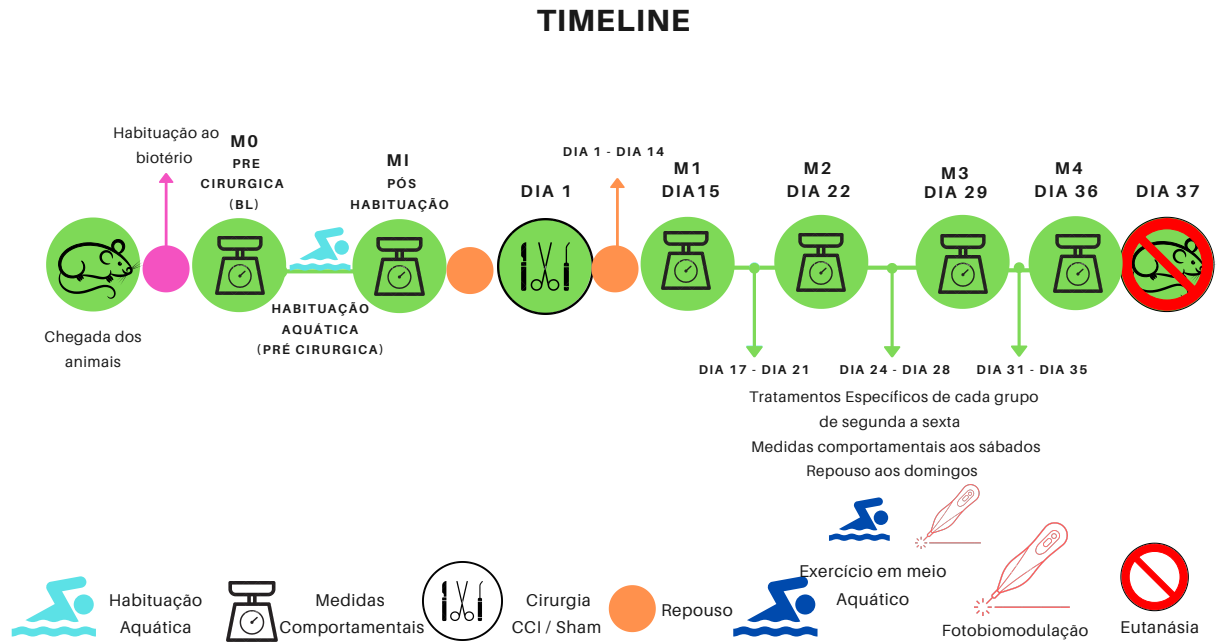 TIMELINE
Habituação ao
biotério
M0
PRE
CIRURGICA
(BL)
MI
PÓS
HABITUAÇÃO
DIA 1
DIA 1 - DIA 14
M1
DIA15
M2
DIA 22
M3
DIA 29
M4
DIA 36
DIA 37
Chegada dos
animais
HABITUAÇÃO
AQUÁTICA
(PRÉ CIRURGICA)
DIA 17 - DIA 21
DIA 24 - DIA 28
DIA 31 - DIA 35
Tratamentos Específicos de cada grupo
de segunda a sexta
Medidas comportamentais aos sábados
Repouso aos domingos
Habituação
Aquática
Medidas
Comportamentais
Cirurgia
CCI / Sham
Repouso
Exercício em meio
Aquático
Fotobiomodulação
Eutanásia